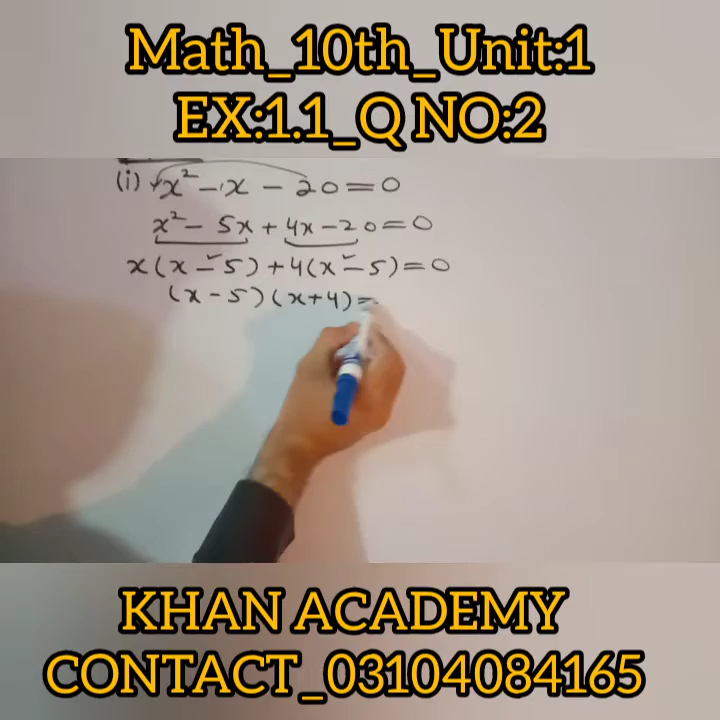 Math_10th_Unit:1
EX:1.1_Q NO:2
(i) x² - 1x - 20 = 0
x² - 5x + 4x - 20 = 0
x(x - 5) + 4(x - 5) = 0
(x - 5)(x + 4) =
KHAN ACADEMY
CONTACT_03104084165